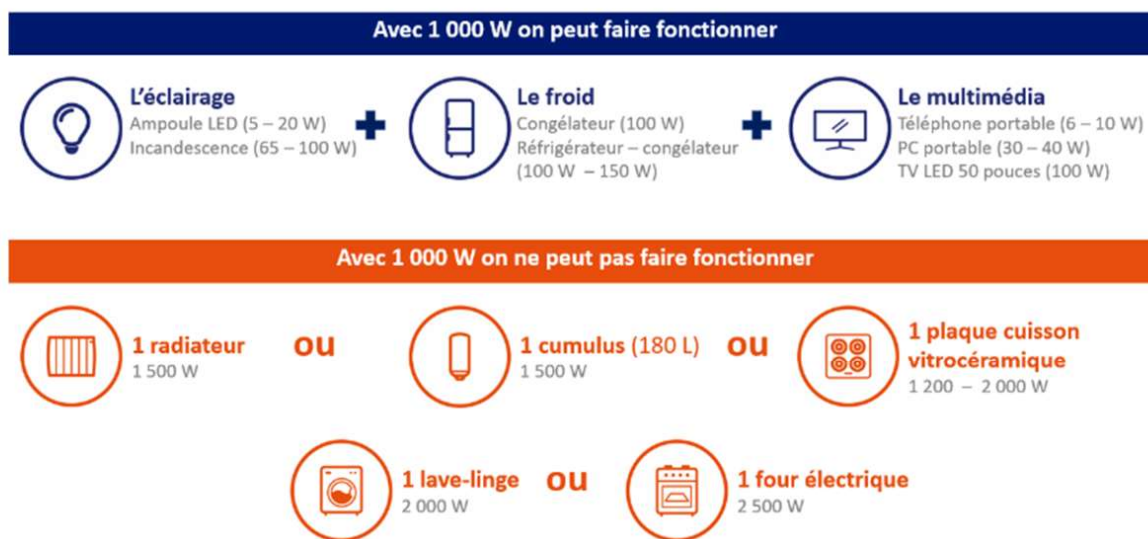 Avec 1 000 W on peut faire fonctionner
L'éclairage
Ampoule LED (5 – 20 W)
Incandescence (65 – 100 W)
+
Le froid
Congélateur (100 W)
Réfrigérateur – congélateur
(100 W – 150 W)
+
Le multimédia
Téléphone portable (6 – 10 W)
PC portable (30 – 40 W)
TV LED 50 pouces (100 W)
Avec 1 000 W on ne peut pas faire fonctionner
1 radiateur
1 500 W
ou
1 cumulus (180 L)
1 500 W
ou
1 plaque cuisson
vitrocéramique
1 200 – 2 000 W
1 lave-linge
2 000 W
ou
1 four électrique
2 500 W